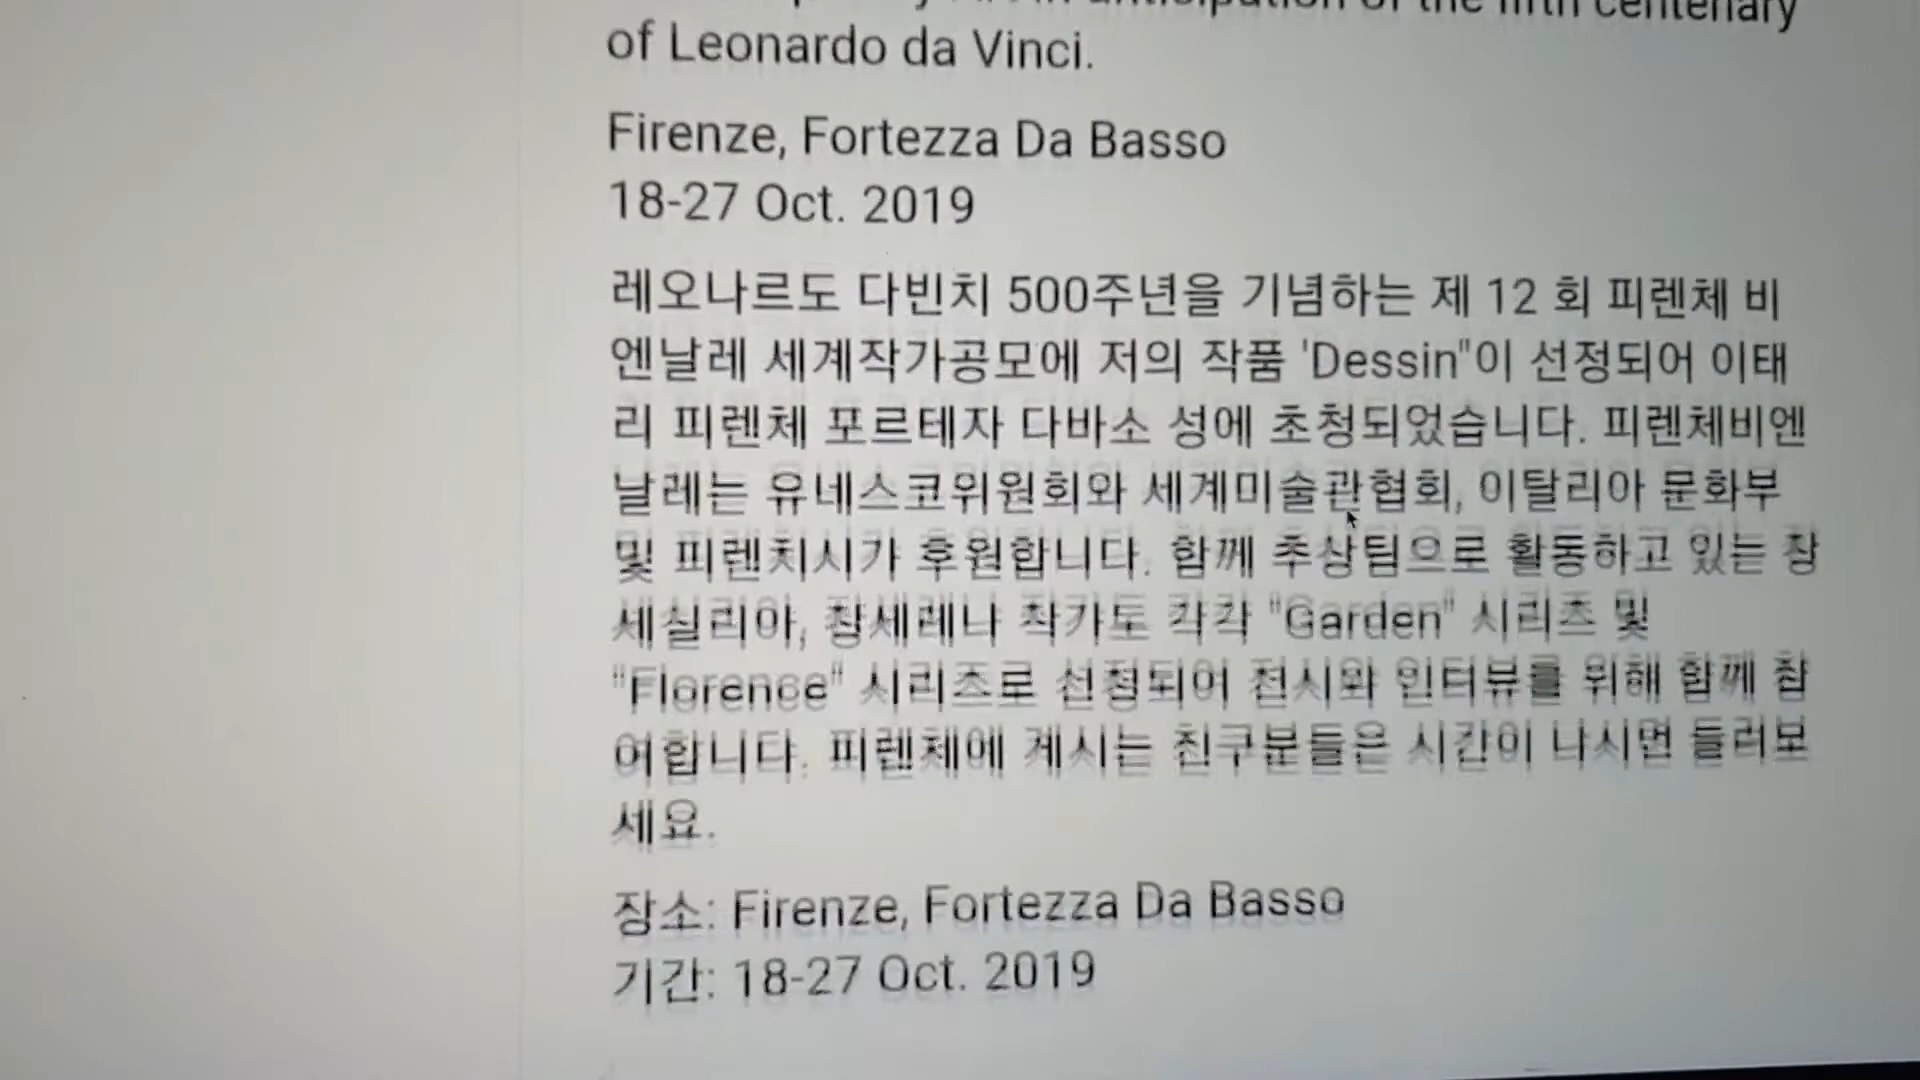 anticipation of the fifth centenary
of Leonardo da Vinci.
Firenze, Fortezza Da Basso
18-27 Oct. 2019
레오나르도 다빈치 500주년을 기념하는 제 12 회 피렌체 비
엔날레 세계작가공모에 저의 작품 'Dessin"이 선정되어 이태
리 피렌체 포르테자 다바소 성에 초청되었습니다. 피렌체비엔
날레는 유네스코위원회와 세계미술관협회, 이탈리아 문화부
및 피렌치시가 후원합니다. 함께 추상팀으로 활동하고 있는 장
세실리아, 장세레나 작가도 각각 "Garden" 시리즈 및
"Florence" 시리즈로 선정되어 전시와 인터뷰를 위해 함께 참
여합니다. 피렌체에 계시는 친구분들은 시간이 나시면 들러보
세요.
장소: Firenze, Fortezza Da Basso
기간: 18-27 Oct. 2019